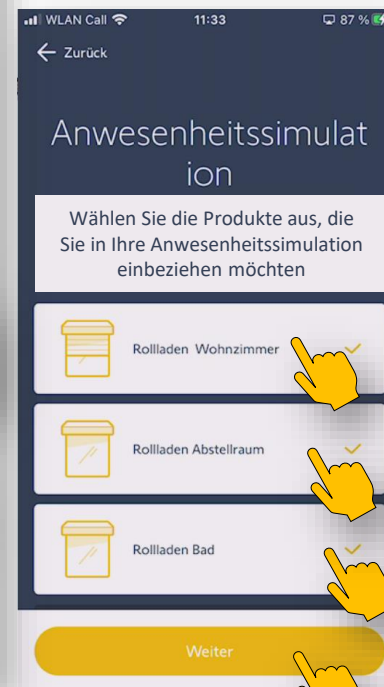 WLAN Call 11:33 87 %
Zurück
Anwesenheitssimulat
ion
Wählen Sie die Produkte aus, die
Sie in Ihre Anwesenheitssimulation
einbeziehen möchten
Rollladen Wohnzimmer
Rollladen Abstellraum
Rollladen Bad
Weiter